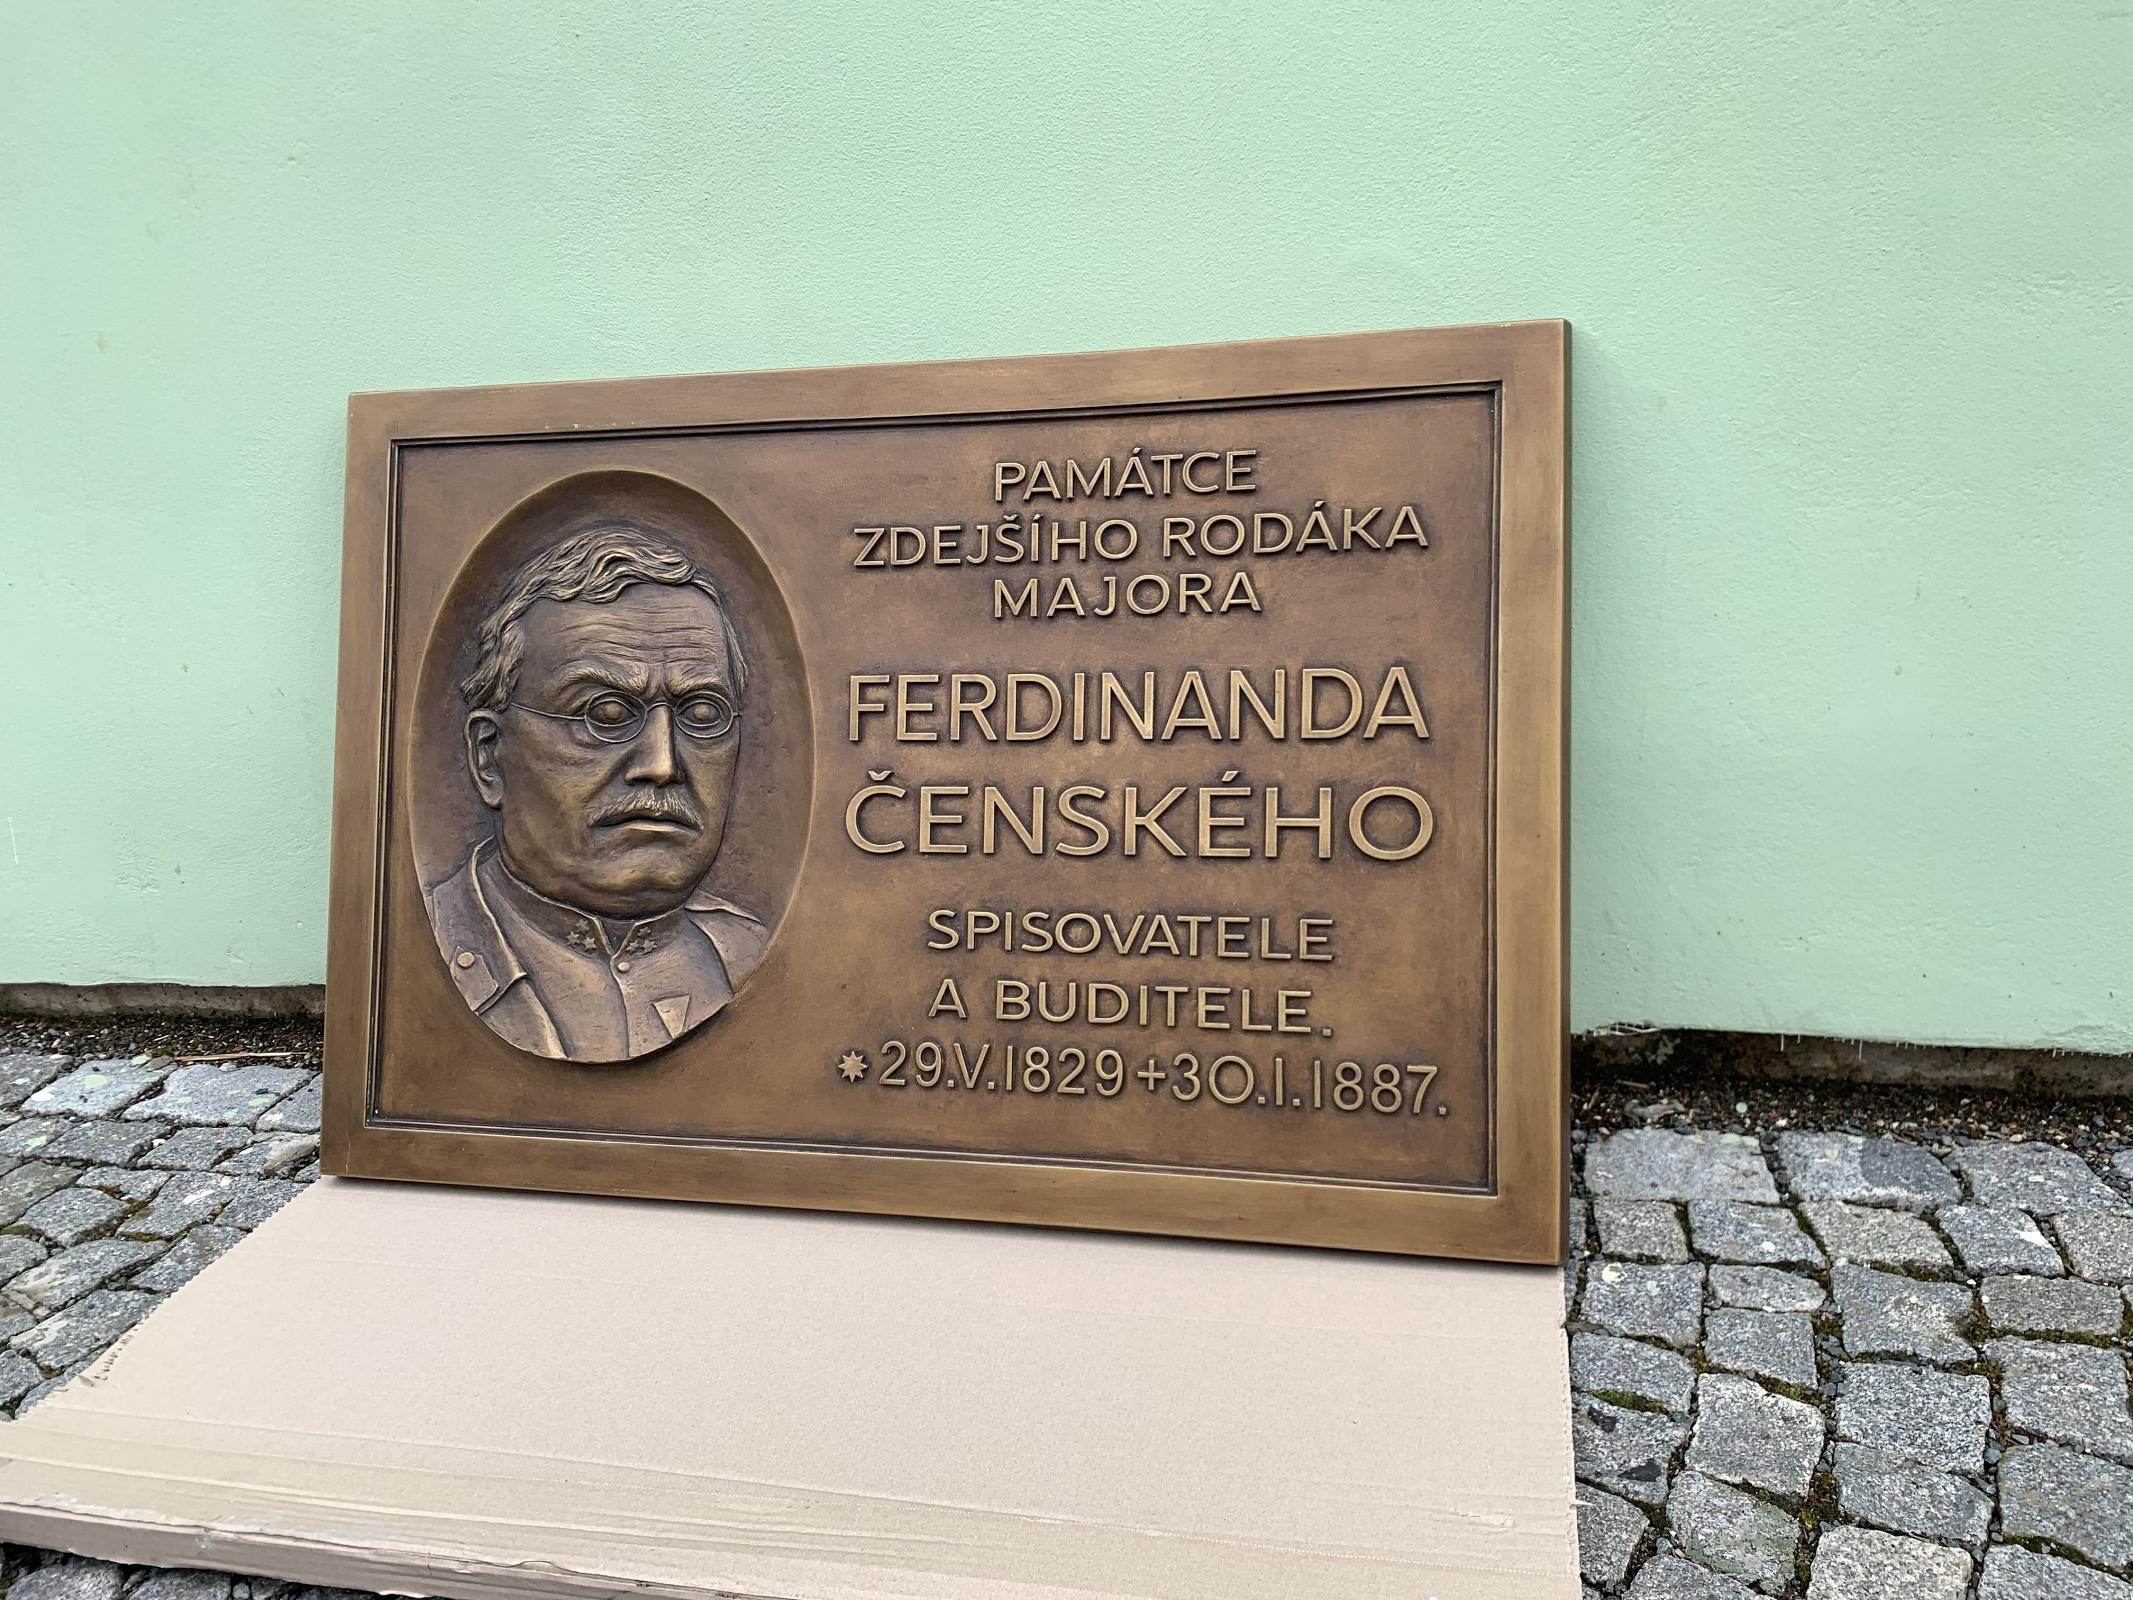 PAMÁTCE
ZDEJŠÍHO RODÁKA
MAJORA
FERDINANDA
ČENSKÉHO
SPISOVATELE
A BUDITELE.
*29.V.1829+30.I.1887.